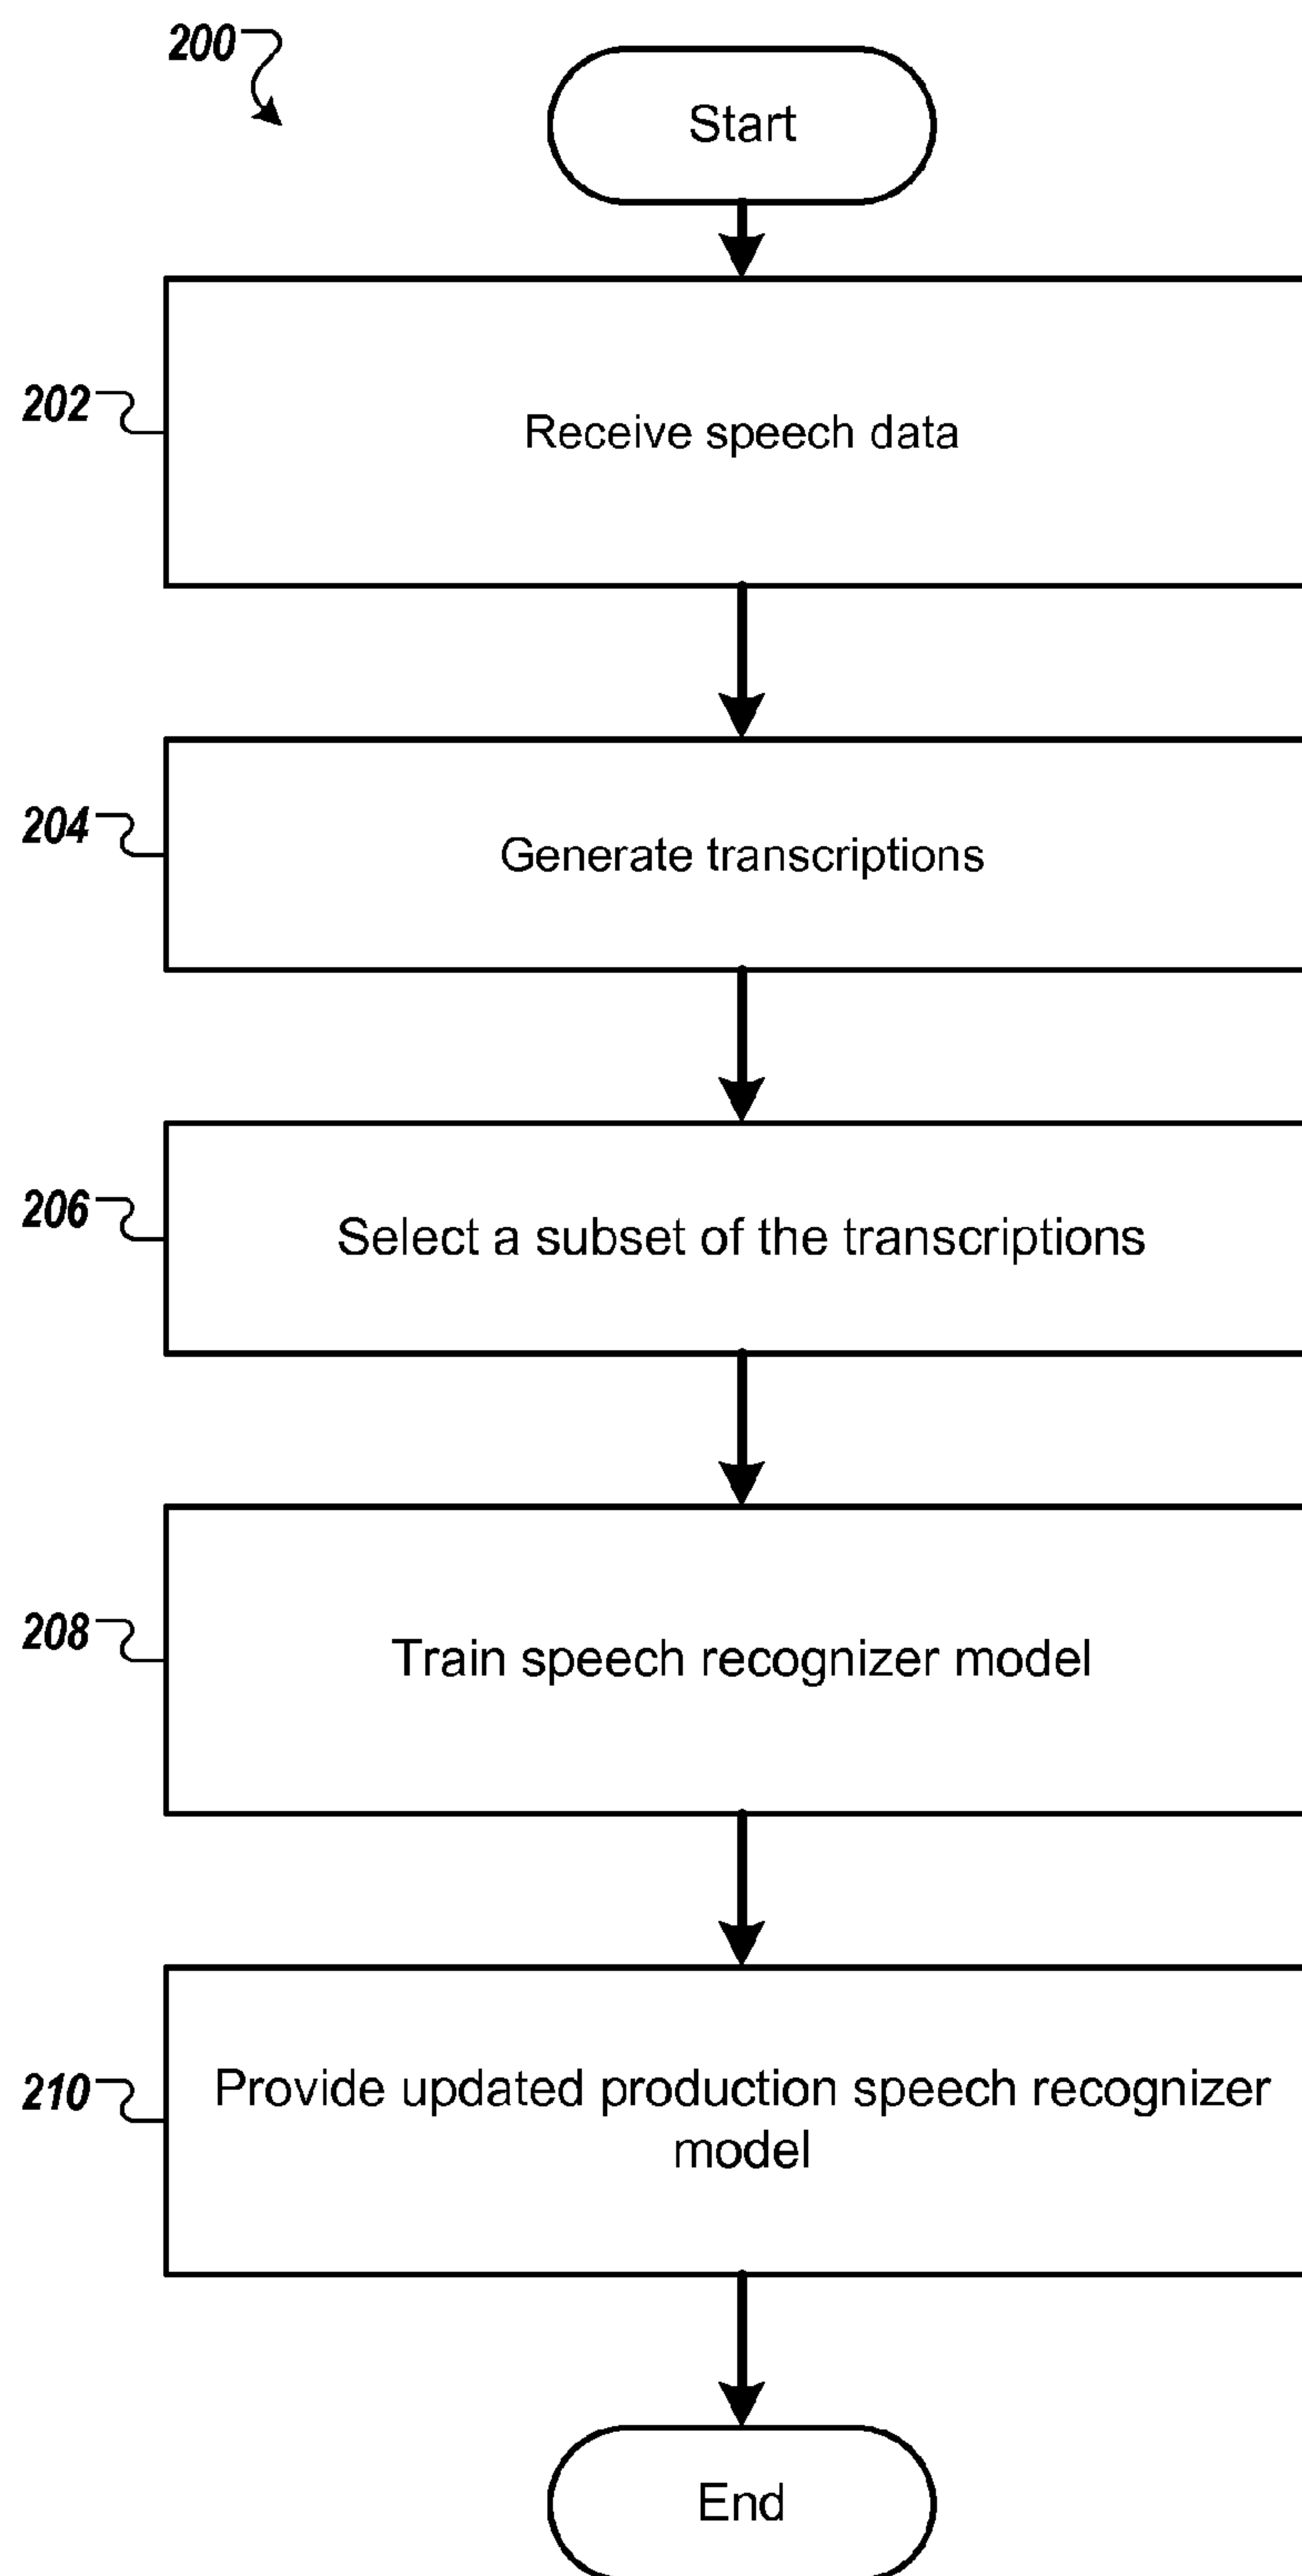 200
Start
202
Receive speech data
204
Generate transcriptions
206
Select a subset of the transcriptions
208
Train speech recognizer model
210
Provide updated production speech recognizer
model
End